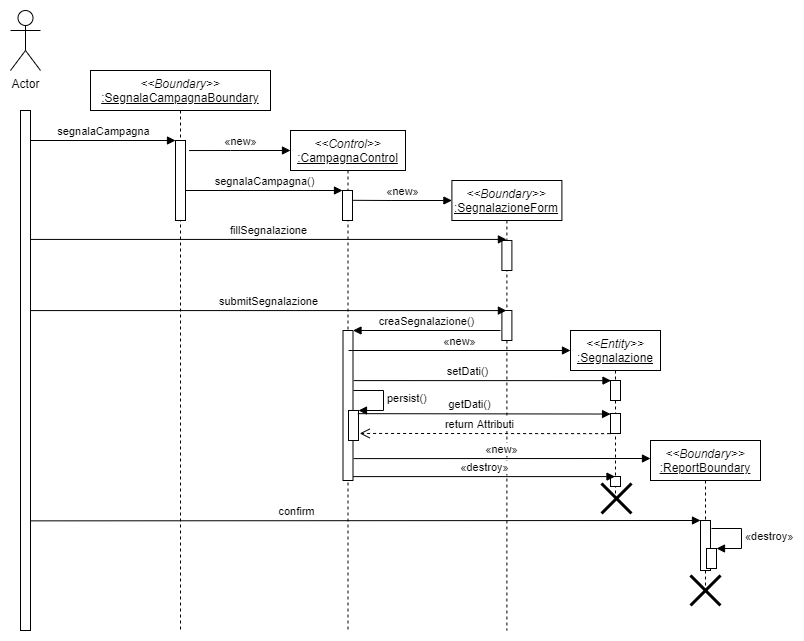 Actor
<<Boundary>>
:SegnalaCampagnaBoundary
segnalaCampagna
«new»
<<Control>>
:CampagnaControl
segnalaCampagna()
«new»
<<Boundary>>
:SegnalazioneForm
fillSegnalazione
submitSegnalazione
creaSegnalazione()
«new»
<<Entity>>
:Segnalazione
setDati()
persist()
getDati()
return Attributi
«new»
<<Boundary>>
:ReportBoundary
«destroy»
confirm
«destroy»